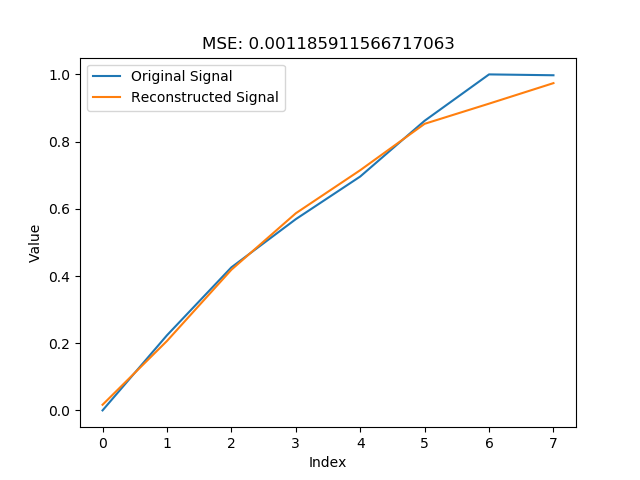 MSE: 0.001185911566717063
Original Signal
Reconstructed Signal
1.0
0.8
0.6
0.4
0.2
0.0
Value
0 1 2 3 4 5 6 7
Index